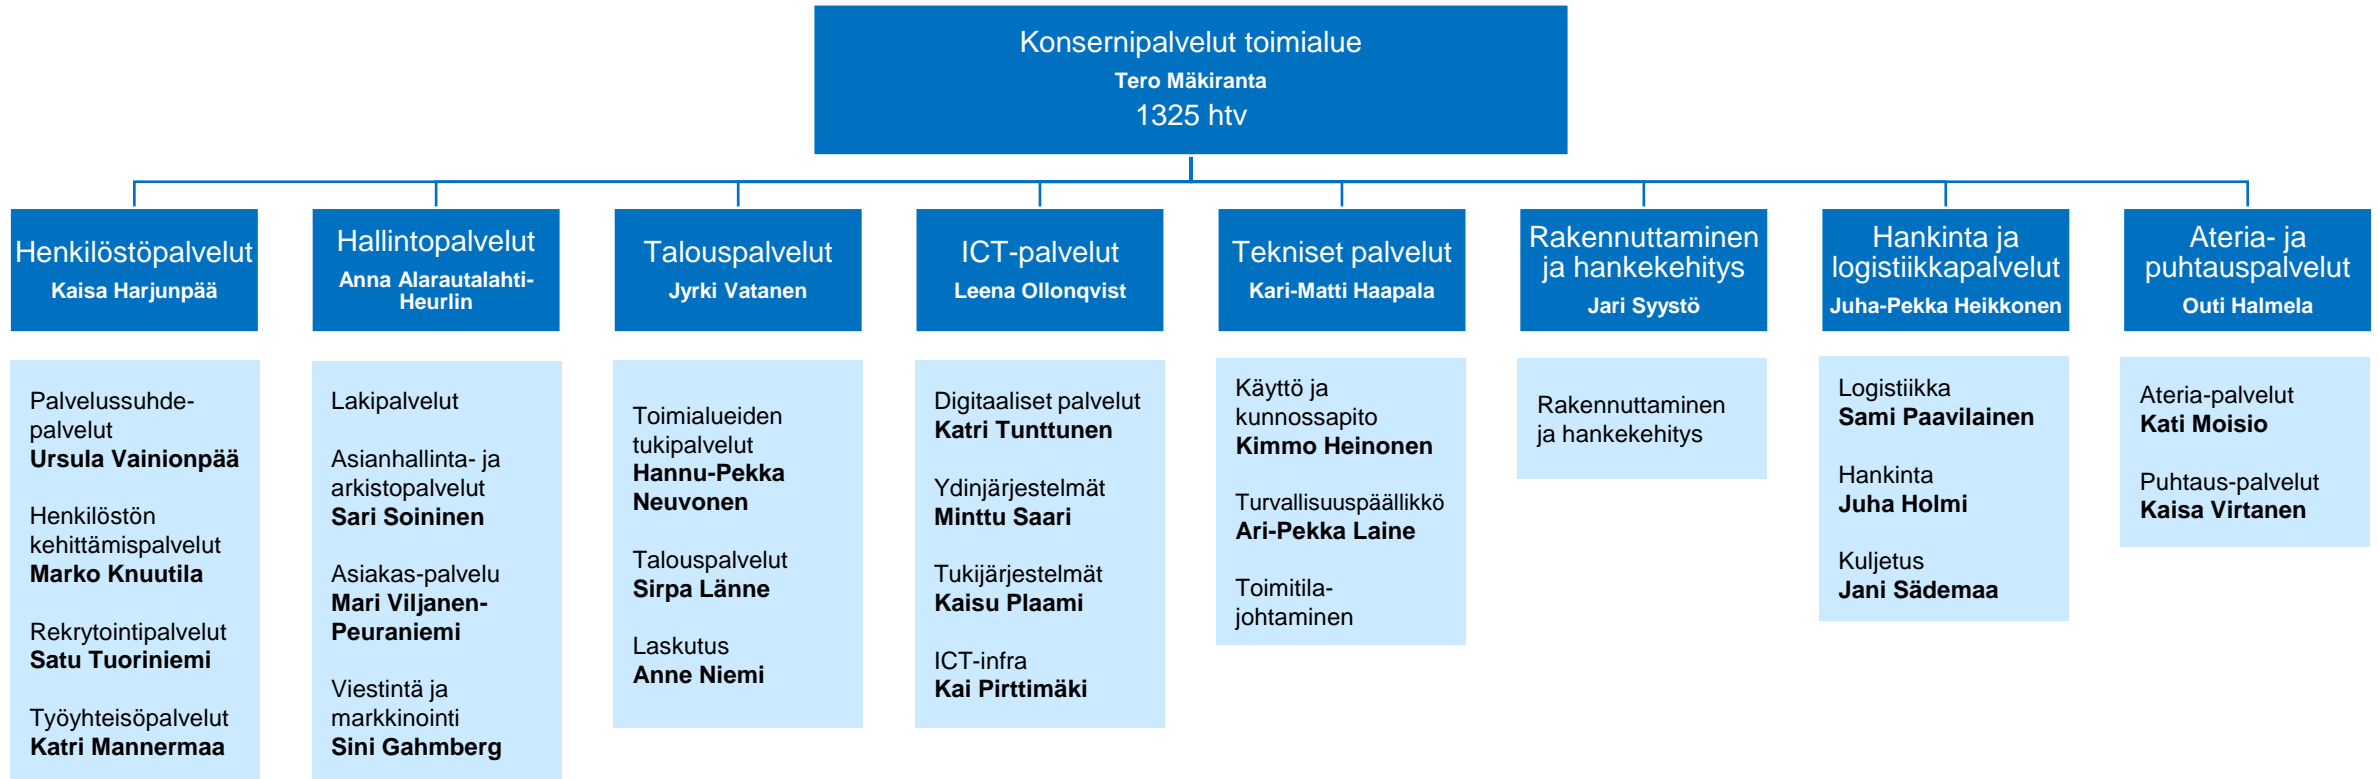 Konsernipalvelut toimialue
Tero Mäkiranta
1325 htv
Henkilöstöpalvelut
Kaisa Harjunpää
Hallintopalvelut
Anna Alarautalahti-
Heurlin
Talouspalvelut
Jyrki Vatanen
ICT-palvelut
Leena Ollonqvist
Tekniset palvelut
Kari-Matti Haapala
Rakennuttaminen
ja hankekehitys
Jari Syystö
Hankinta ja
logistiikkapalvelut
Juha-Pekka Heikkonen
Ateria- ja
puhtauspalvelut
Outi Halmela
Palvelussuhde-
palvelut
Ursula Vainionpää
Henkilöstön
kehittämispalvelut
Marko Knuutila
Rekrytointipalvelut
Satu Tuoriniemi
Työyhteisöpalvelut
Katri Mannermaa
Lakipalvelut
Asianhallinta- ja
arkistopalvelut
Sari Soininen
Asiakas-palvelu
Mari Viljanen-
Peuraniemi
Viestintä ja
markkinointi
Sini Gahmberg
Toimialueiden
tukipalvelut
Hannu-Pekka
Neuvonen
Talouspalvelut
Sirpa Länne
Laskutus
Anne Niemi
Digitaaliset palvelut
Katri Tunttunen
Ydinjärjestelmät
Minttu Saari
Tukijärjestelmät
Kaisu Plaami
ICT-infra
Kai Pirttimäki
Käyttö ja
kunnossapito
Kimmo Heinonen
Turvallisuuspäällikkö
Ari-Pekka Laine
Toimitila-
johtaminen
Rakennuttaminen
ja hankekehitys
Logistiikka
Sami Paavilainen
Hankinta
Juha Holmi
Kuljetus
Jani Sädemaa
Ateria-palvelut
Kati Moisio
Puhtaus-palvelut
Kaisa Virtanen